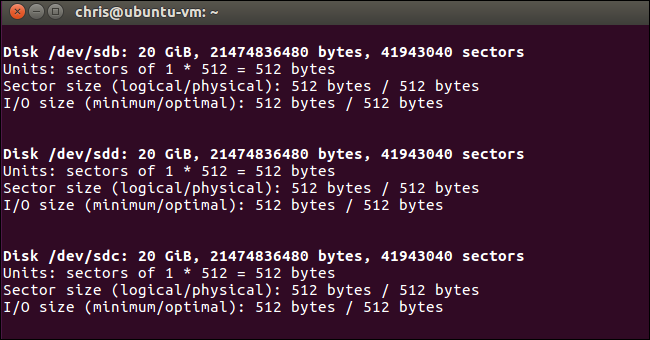 chris@ubuntu-vm: ~
Disk /dev/sdb: 20 GiB, 21474836480 bytes, 41943040 sectors
Units: sectors of 1 * 512 = 512 bytes
Sector size (logical/physical): 512 bytes / 512 bytes
I/O size (minimum/optimal): 512 bytes / 512 bytes
Disk /dev/sdd: 20 GiB, 21474836480 bytes, 41943040 sectors
Units: sectors of 1 * 512 = 512 bytes
Sector size (logical/physical): 512 bytes / 512 bytes
I/O size (minimum/optimal): 512 bytes / 512 bytes
Disk /dev/sdc: 20 GiB, 21474836480 bytes, 41943040 sectors
Units: sectors of 1 * 512 = 512 bytes
Sector size (logical/physical): 512 bytes / 512 bytes
I/O size (minimum/optimal): 512 bytes / 512 bytes